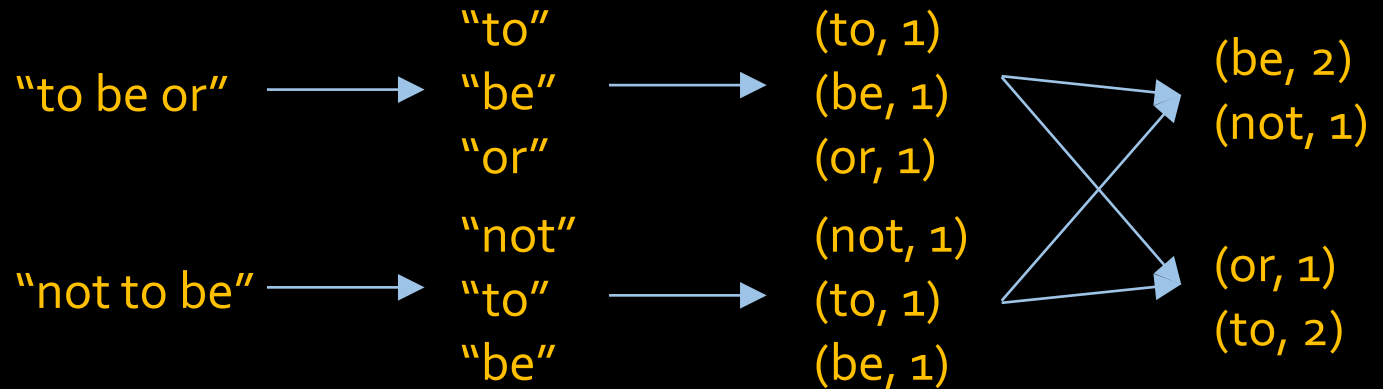 “to be or”
“not to be”
“to”
“be”
“or”
“not”
“to”
“be”
(to, 1)
(be, 1)
(or, 1)
(not, 1)
(to, 1)
(be, 1)
(be, 2)
(not, 1)
(or, 1)
(to, 2)